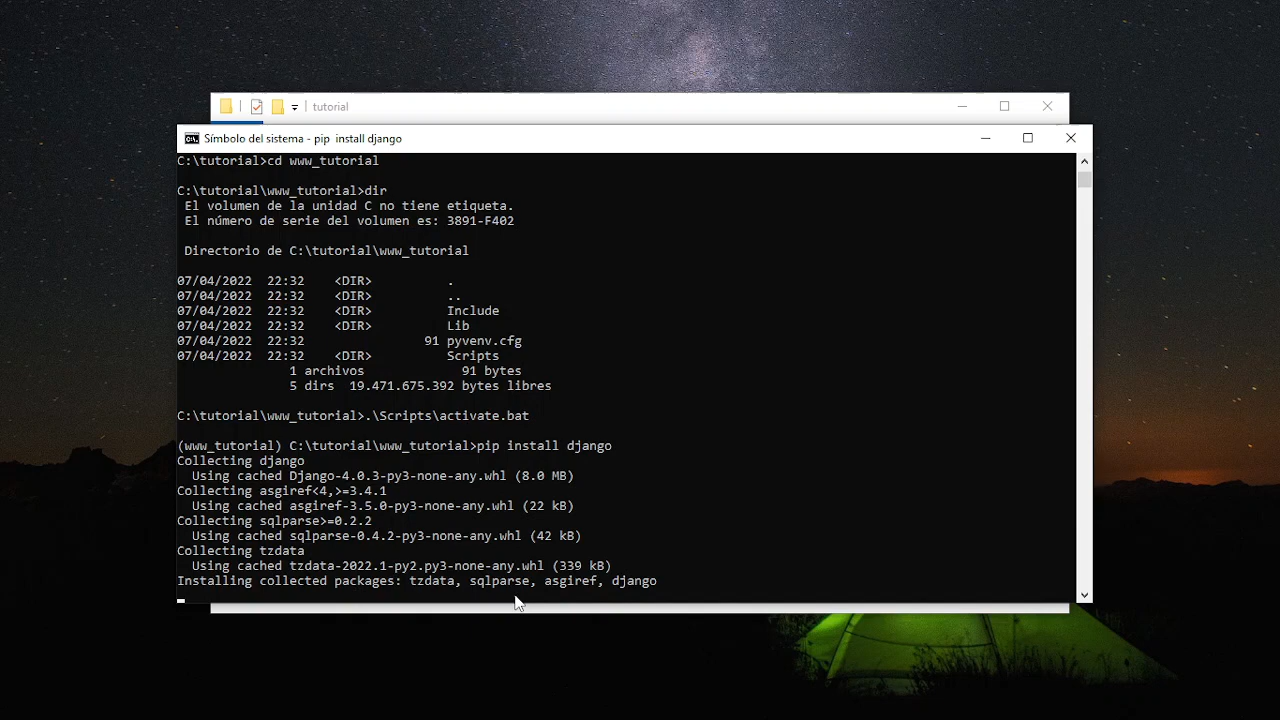 tutorial
Símbolo del sistema - pip  install django
C:\tutorial>cd www_tutorial
C:\tutorial\www_tutorial>dir
 El volumen de la unidad C no tiene etiqueta.
 El número de serie del volumen es: 3891-F402
 Directorio de C:\tutorial\www_tutorial
07/04/2022  22:32    <DIR>          .
07/04/2022  22:32    <DIR>          ..
07/04/2022  22:32    <DIR>          Include
07/04/2022  22:32    <DIR>          Lib
07/04/2022  22:32                91 pyvenv.cfg
07/04/2022  22:32    <DIR>          Scripts
               1 archivos             91 bytes
               5 dirs  19.471.675.392 bytes libres
C:\tutorial\www_tutorial>.\Scripts\activate.bat
(www_tutorial) C:\tutorial\www_tutorial>pip install django
Collecting django
  Using cached Django-4.0.3-py3-none-any.whl (8.0 MB)
Collecting asgiref<4,>=3.4.1
  Using cached asgiref-3.5.0-py3-none-any.whl (22 kB)
Collecting sqlparse>=0.2.2
  Using cached sqlparse-0.4.2-py3-none-any.whl (42 kB)
Collecting tzdata
  Using cached tzdata-2022.1-py2.py3-none-any.whl (339 kB)
Installing collected packages: tzdata, sqlparse, asgiref, django